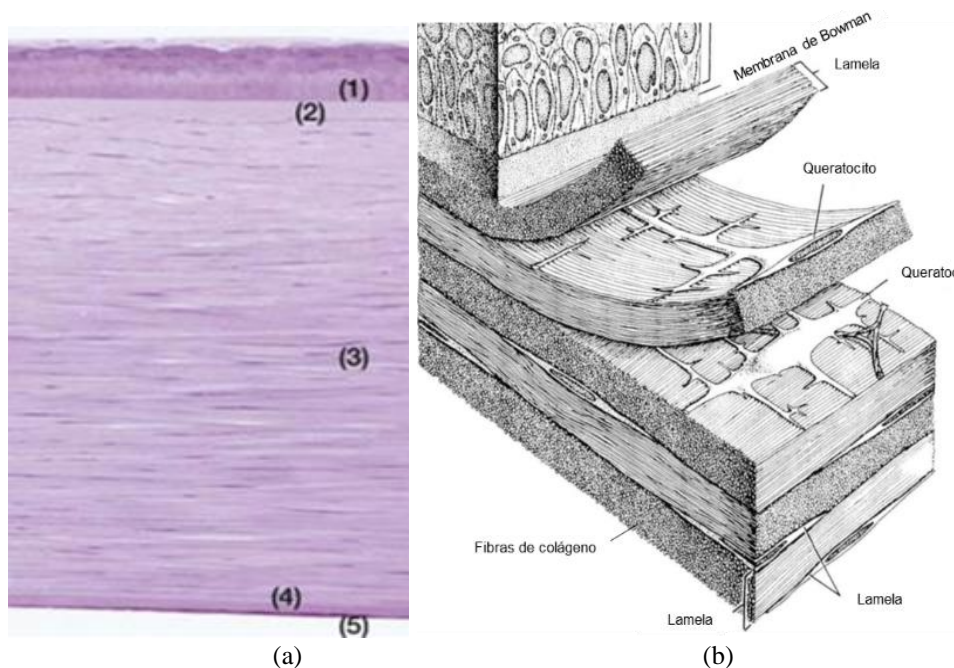 (1)
(2)
(3)
(4)
(5)
(a)
Membrana de Bowman
Lamela
Queratocito
Fibras de colágeno
Lamela
Lamela
(b)